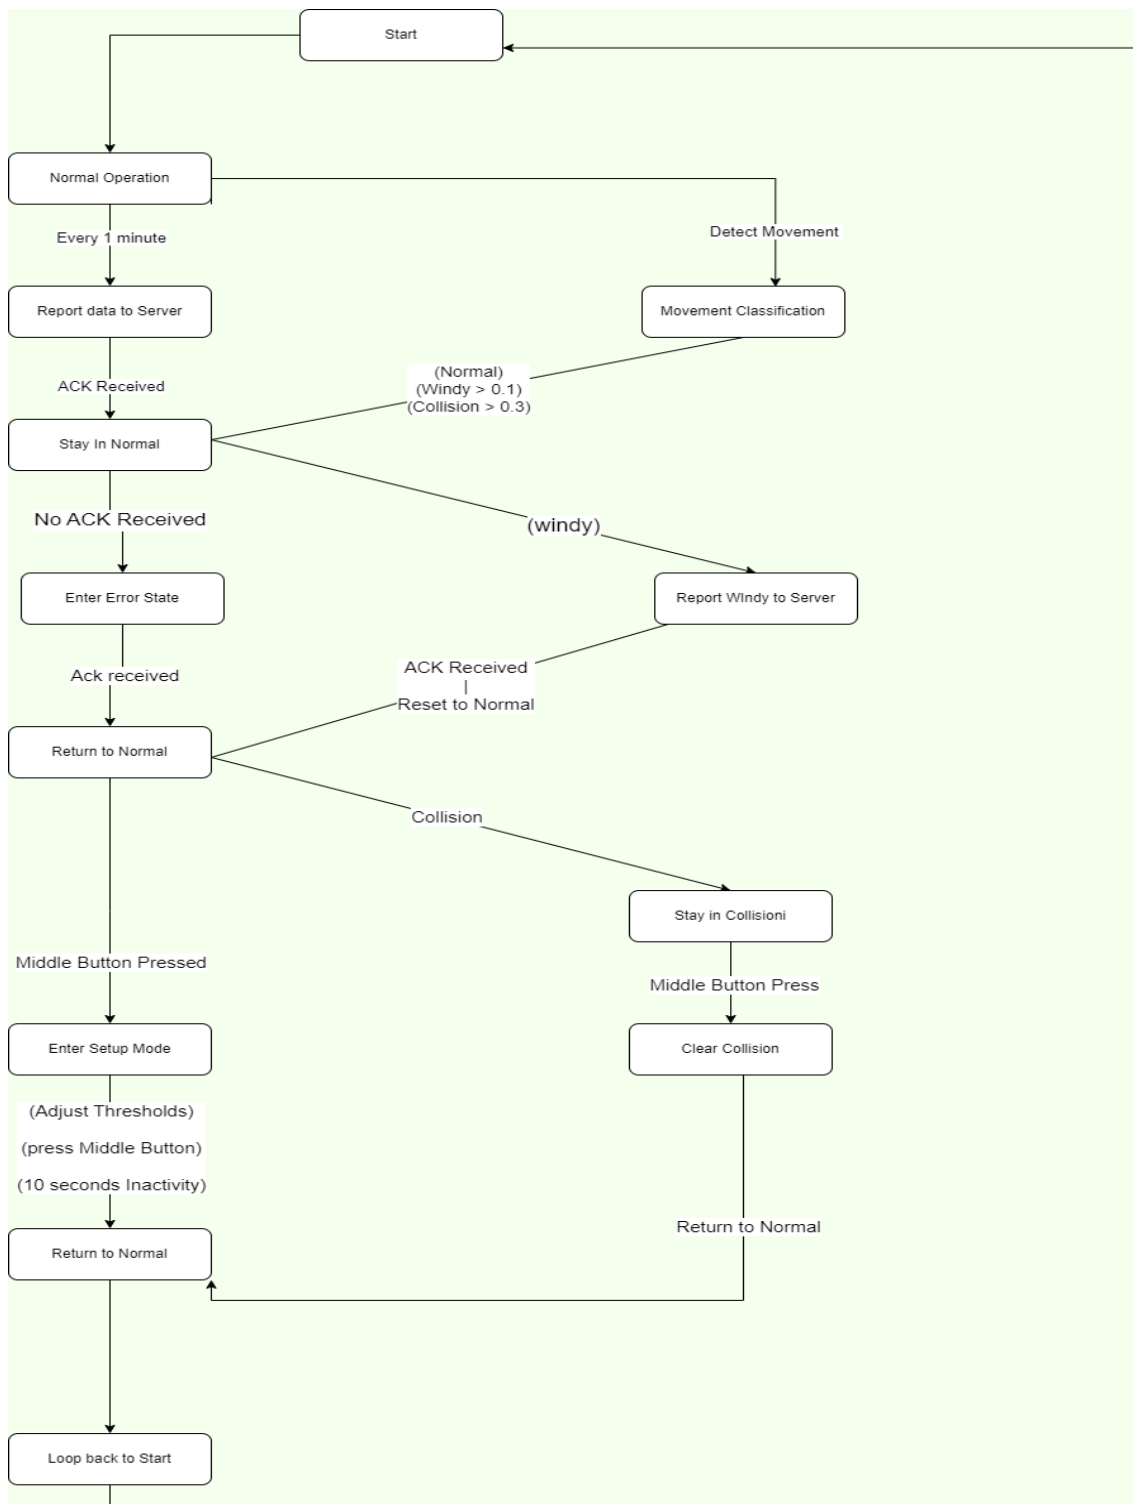 Start
Normal Operation
Every 1 minute
Detect Movement
Report data to Server
Movement Classification
ACK Received
(Normal)
(Windy > 0.1)
(Collision > 0.3)
Stay In Normal
No ACK Received
(windy)
Enter Error State
Report WIndy to Server
Ack received
ACK Received
|
Reset to Normal
Return to Normal
Collision
Stay in Collisioni
Middle Button Pressed
Middle Button Press
Enter Setup Mode
Clear Collision
(Adjust Thresholds)
(press Middle Button)
(10 seconds Inactivity)
Return to Normal
Return to Normal
Loop back to Start